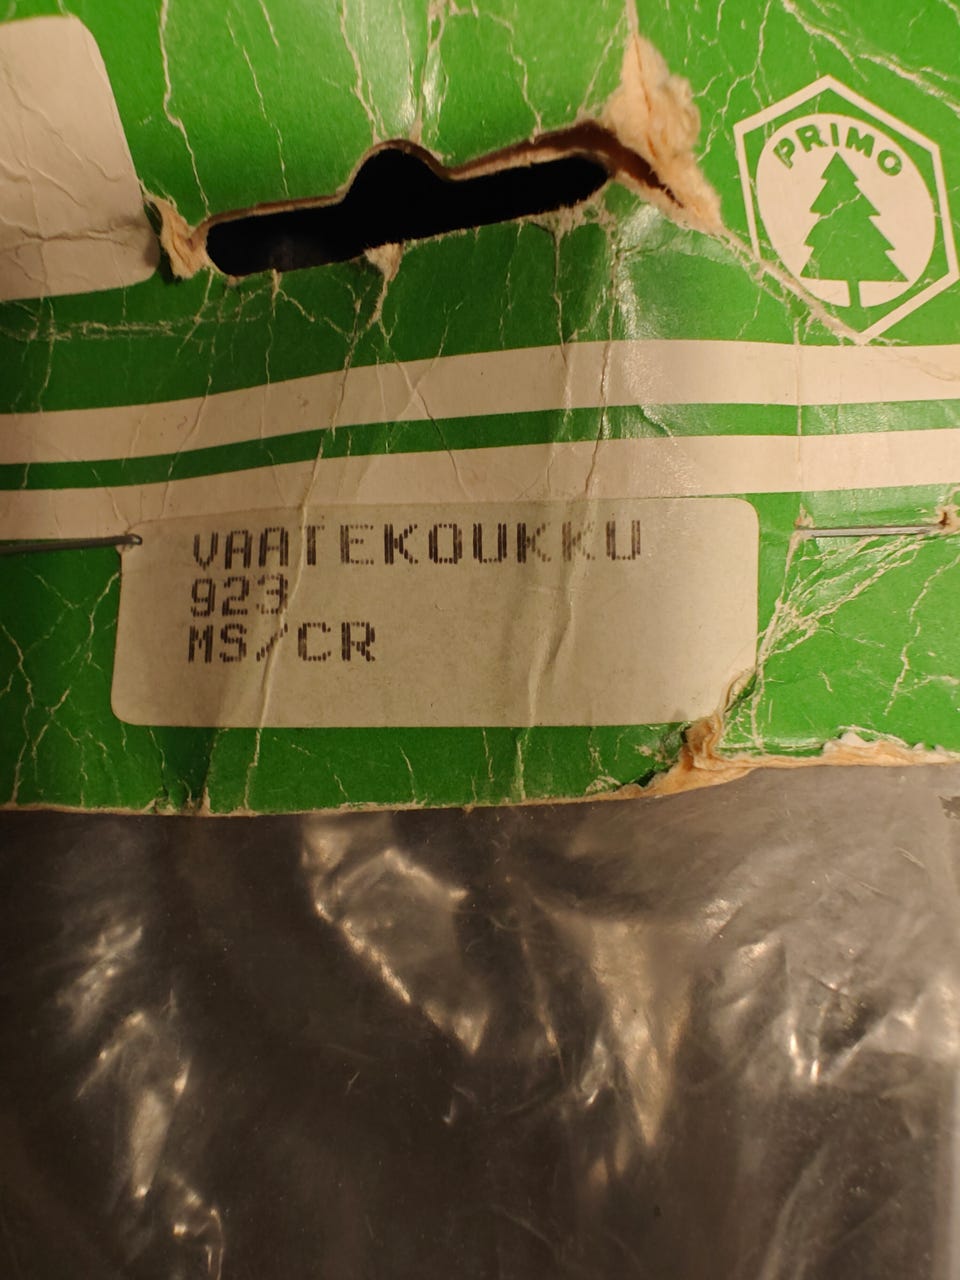 PRIMO
VAATEKOUKKU
923
MS/CR